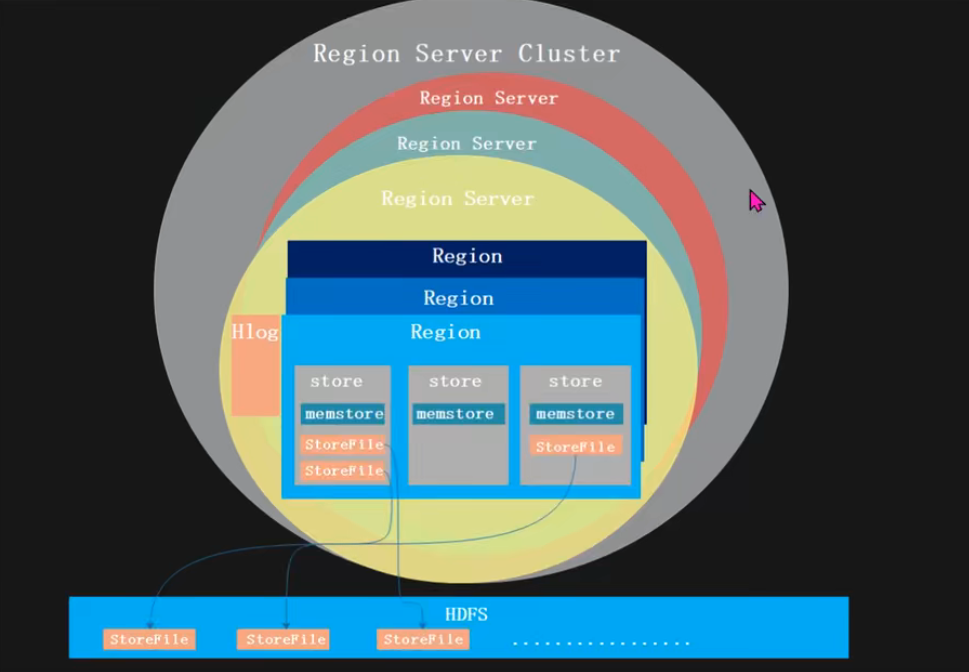 Region Server Cluster
Region Server
Region Server
Region Server
Region
Region
Hlog
Region
store store store
memstore memstore memstore
StoreFile StoreFile
StoreFile
HDFS
StoreFile StoreFile StoreFile ..................